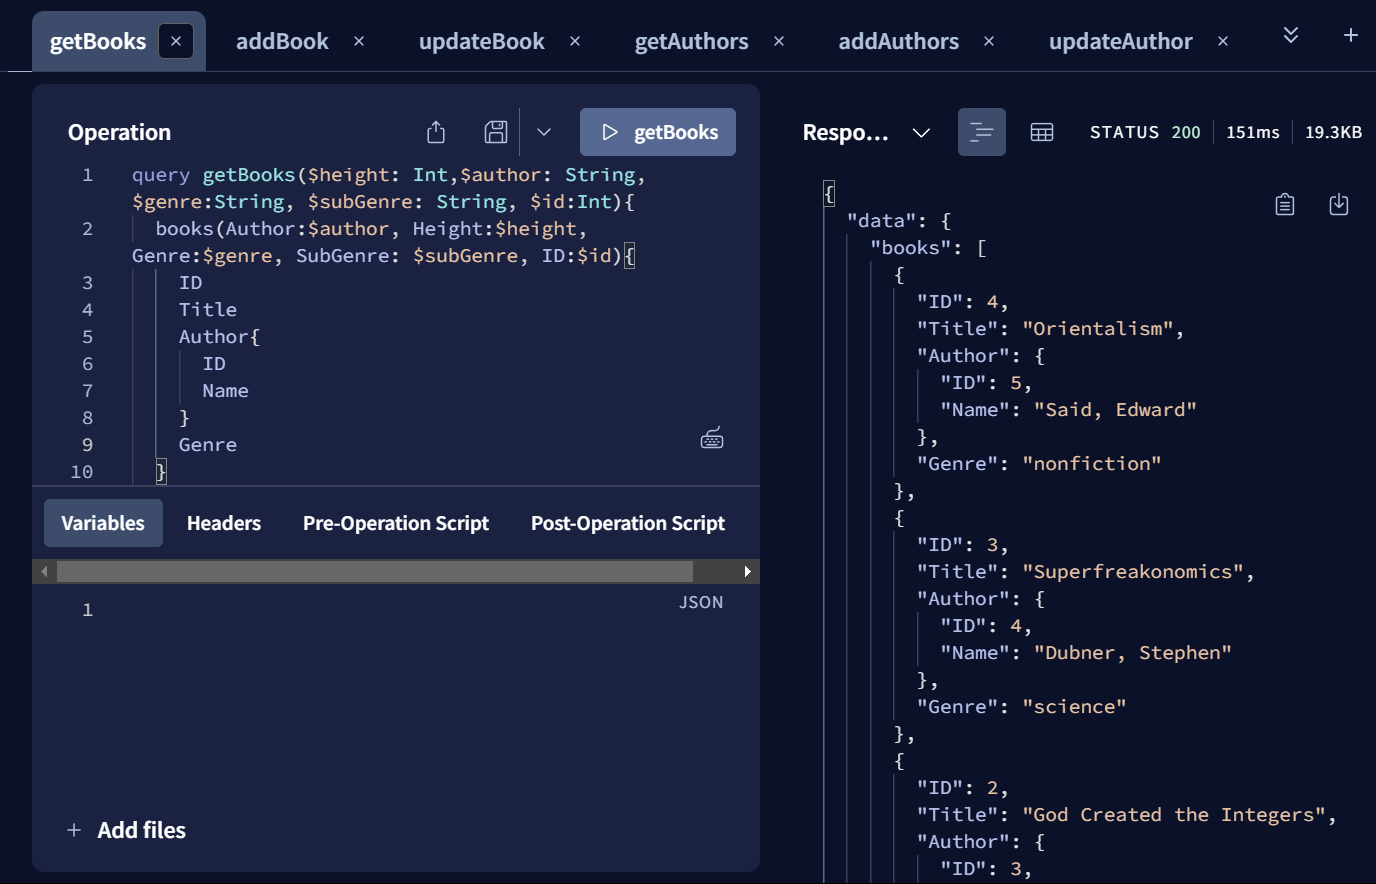 getBooks × addBook × updateBook × getAuthors × addAuthors × updateAuthor ×
Operation
getBooks
1 query getBooks($height: Int,$author: String,
$genre:String, $subGenre: String, $id:Int){
2 books(Author:$author, Height:$height,
Genre:$genre, SubGenre: $subGenre, ID:$id){
3 ID
4 Title
5 Author{
6 ID
7 Name
8 }
9 Genre
10 }
Variables Headers Pre-Operation Script Post-Operation Script
JSON
1
+ Add files
Respo...
STATUS 200 151ms 19.3KB
{
"data": {
"books": [
{
"ID": 4,
"Title": "Orientalism",
"Author": {
"ID": 5,
"Name": "Said, Edward"
},
"Genre": "nonfiction"
},
{
"ID": 3,
"Title": "Superfreakonomics",
"Author": {
"ID": 4,
"Name": "Dubner, Stephen"
},
"Genre": "science"
},
{
"ID": 2,
"Title": "God Created the Integers",
"Author": {
"ID": 3,